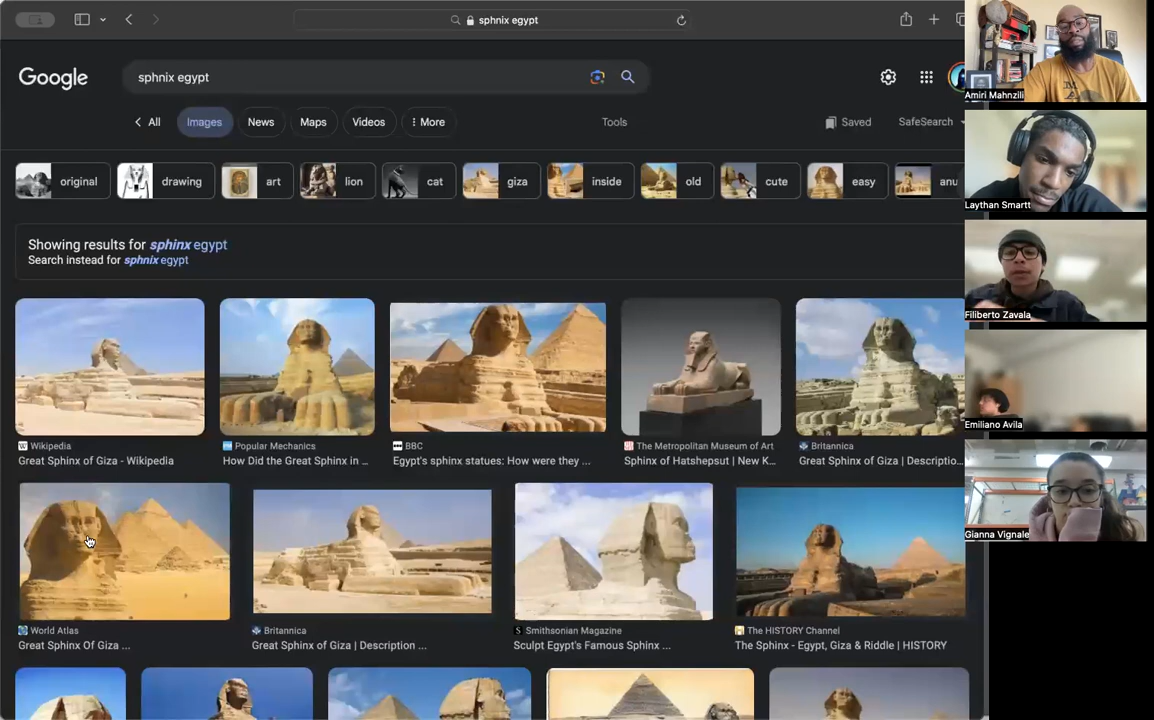 sphnix egypt
Google
sphnix egypt
All
Images
News
Maps
Videos
More
Tools
Saved
SafeSearch
original
drawing
art
lion
cat
giza
inside
old
cute
easy
anu
Showing results for sphinx egypt
Search instead for sphnix egypt
Wikipedia
Great Sphinx of Giza - Wikipedia
Popular Mechanics
How Did the Great Sphinx in ...
BBC
Egypt's sphinx statues: How were they ...
The Metropolitan Museum of Art
Sphinx of Hatshepsut | New K...
Britannica
Great Sphinx of Giza | Descriptio...
World Atlas
Great Sphinx Of Giza ...
Britannica
Great Sphinx of Giza | Description ...
Smithsonian Magazine
Sculpt Egypt's Famous Sphinx ...
The HISTORY Channel
The Sphinx - Egypt, Giza & Riddle | HISTORY
Amiri Mahnzili
Laythan Smartt
Filiberto Zavala
Emiliano Avila
Gianna Vignale